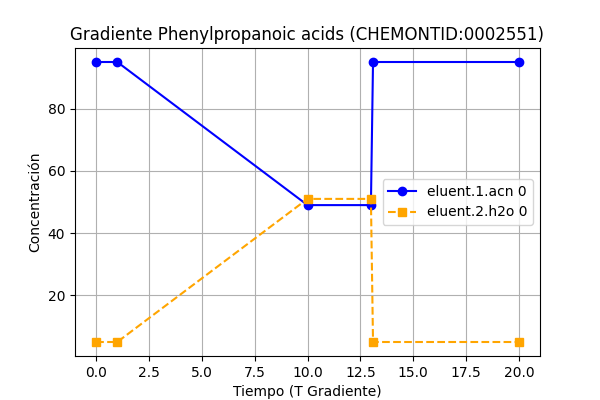 Gradiente Phenylpropanoic acids (CHEMONTID:0002551)
Concentración
80
60
40
20
eluent.1.acn 0
eluent.2.h2o 0
0.0 2.5 5.0 7.5 10.0 12.5 15.0 17.5 20.0
Tiempo (T Gradiente)